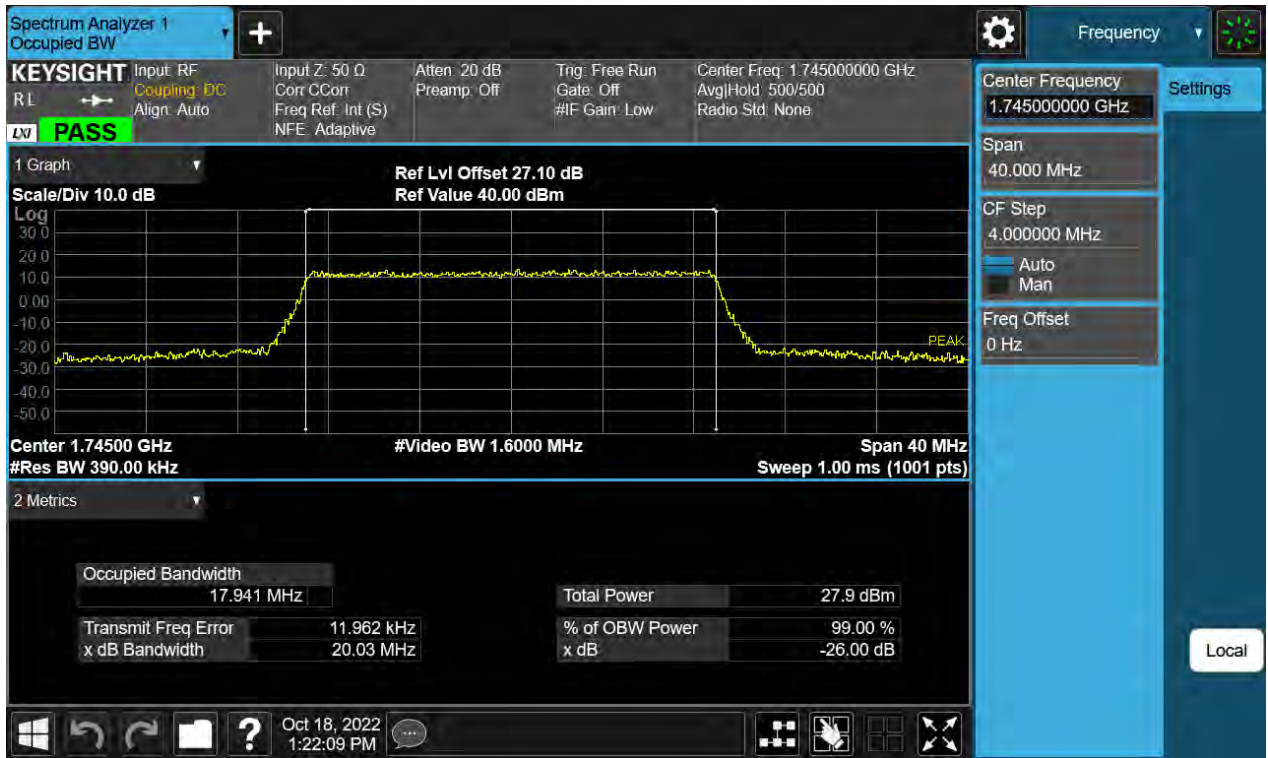 Spectrum Analyzer 1
Occupied BW
+
Frequency
KEYSIGHT
RL
LXI PASS
Input: RF
Coupling: DC
Align: Auto
Input Z: 50 Ω
Corr CCorr
Freq Ref: Int (S)
NFE: Adaptive
Atten: 20 dB
Preamp: Off
Trig: Free Run
Gate: Off
#IF Gain: Low
Center Freq: 1.745000000 GHz
Avg|Hold: 500/500
Radio Std: None
Center Frequency
1.745000000 GHz
Settings
Span
40.000 MHz
CF Step
4.000000 MHz
Auto
Man
Freq Offset
0 Hz
1 Graph
Ref Lvl Offset 27.10 dB
Scale/Div 10.0 dB
Ref Value 40.00 dBm
Log
30.0
20.0
10.0
0.00
-10.0
-20.0
-30.0
-40.0
-50.0
PEAK
Center 1.74500 GHz
#Video BW 1.6000 MHz
Span 40 MHz
#Res BW 390.00 kHz
Sweep 1.00 ms (1001 pts)
2 Metrics
Occupied Bandwidth
17.941 MHz
Total Power 27.9 dBm
Transmit Freq Error 11.962 kHz
% of OBW Power 99.00 %
x dB Bandwidth 20.03 MHz
x dB -26.00 dB
Local
?
Oct 18, 2022
1:22:09 PM